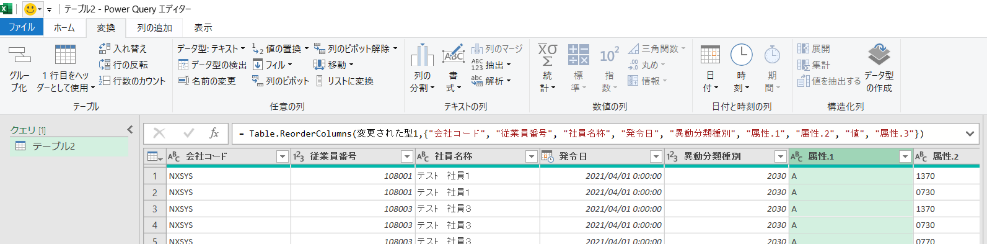 テーブル2 - Power Query エディター
ファイル ホーム 変換 列の追加 表示
グループ化 1 行目をヘッダーとして使用 入れ替え 行の反転 行数のカウント
テーブル
データ型: テキスト データ型の検出 名前の変更 値の置換 フィル 列のピボット 列のピボット解除 移動 リストに変換
任意の列
列の分割 書式 列のマージ 抽出 解析
テキストの列
統計 標準 指数 三角関数 丸め 情報
数値の列
日付 時刻 期間
日付と時刻の列
展開 集計 値を抽出する データ型の作成
構造化列
クエリ [1]
テーブル2
= Table.ReorderColumns(変更された型1,{"会社コード", "従業員番号", "社員名称", "発令日", "異動分類種別", "属性.1", "属性.2", "値", "属性.3"})
会社コード 従業員番号 社員名称 発令日 異動分類種別 属性.1 属性.2
1 NXSYS 108001 テスト 社員1 2021/04/01 0:00:00 2030 A 1370
2 NXSYS 108001 テスト 社員1 2021/04/01 0:00:00 2030 A 0730
3 NXSYS 108003 テスト 社員3 2021/04/01 0:00:00 2030 A 1370
4 NXSYS 108003 テスト 社員3 2021/04/01 0:00:00 2030 A 0730
5 NXSYS 108003 テスト 社員3 2021/04/01 0:00:00 2030 A 0770